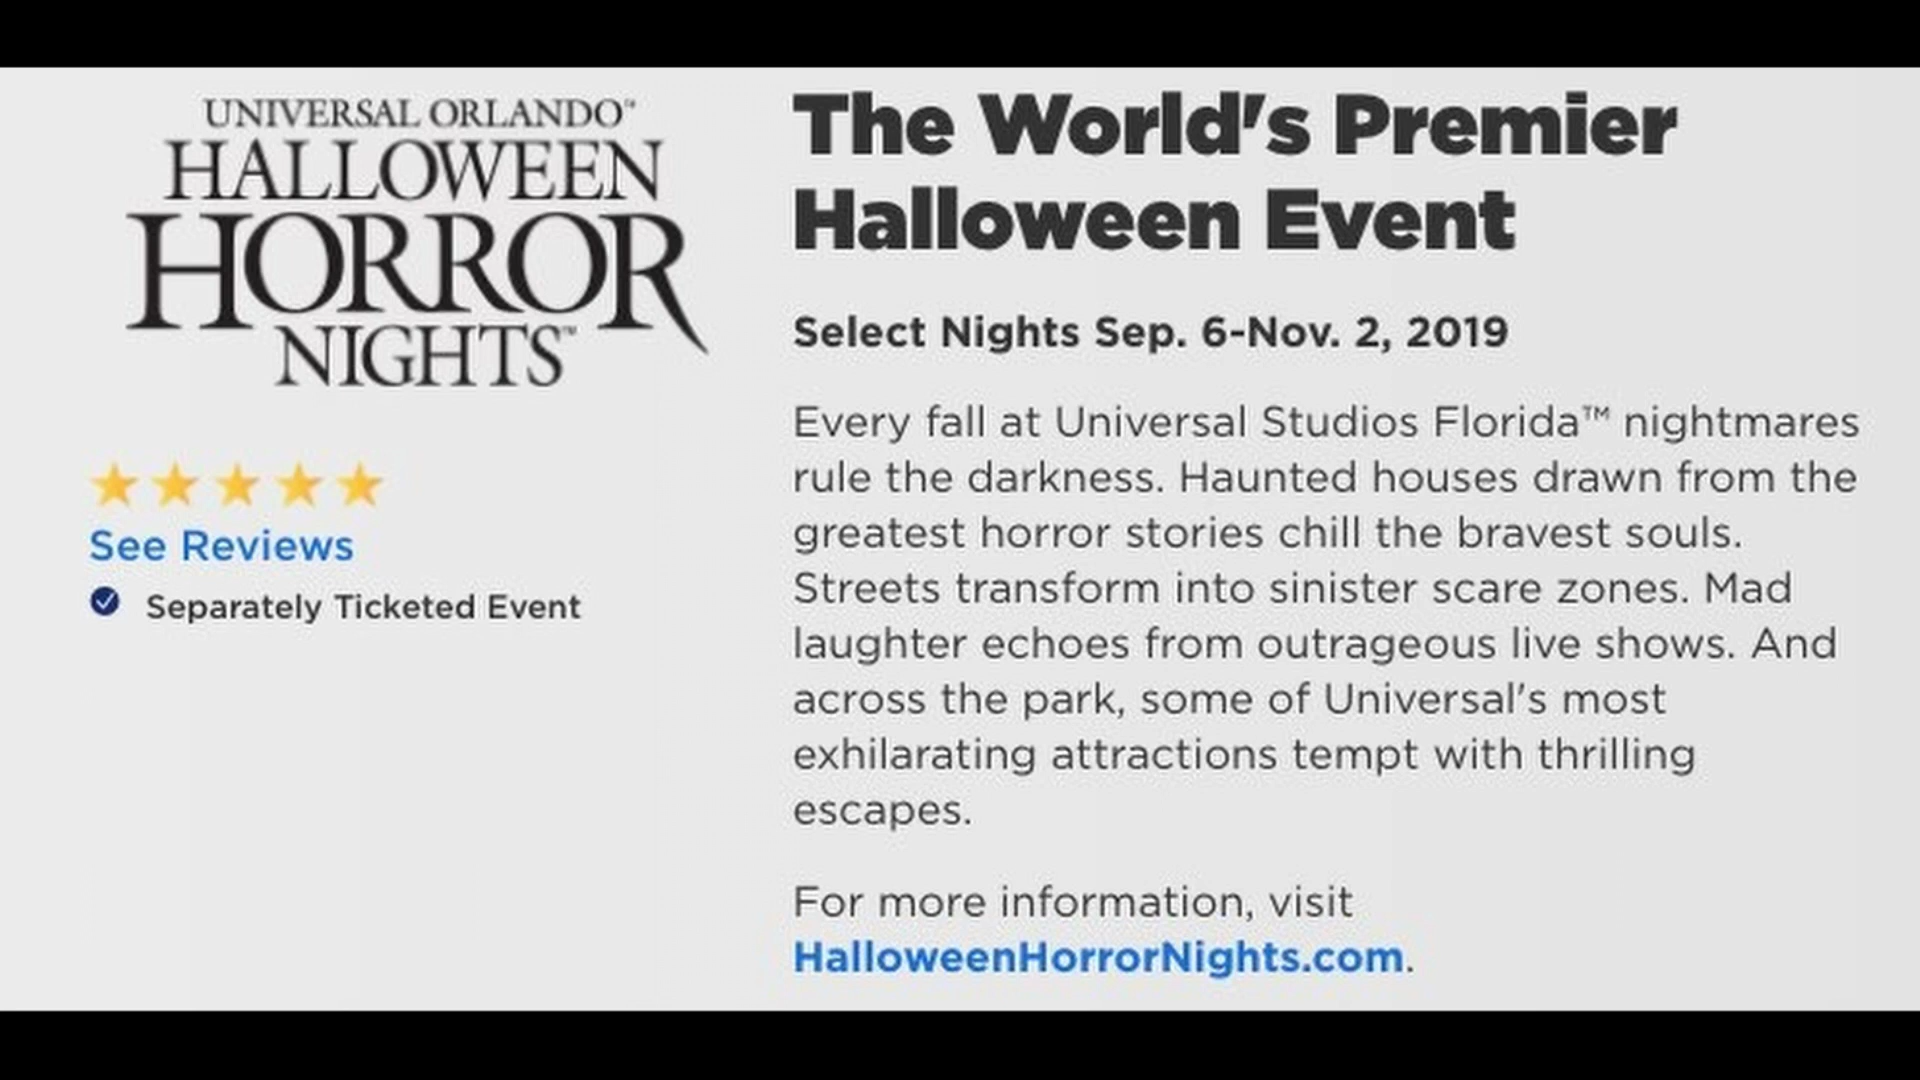 UNIVERSAL ORLANDO™
HALLOWEEN
HORROR
NIGHTS™
See Reviews
Separately Ticketed Event
The World's Premier
Halloween Event
Select Nights Sep. 6-Nov. 2, 2019
Every fall at Universal Studios Florida™ nightmares
rule the darkness. Haunted houses drawn from the
greatest horror stories chill the bravest souls.
Streets transform into sinister scare zones. Mad
laughter echoes from outrageous live shows. And
across the park, some of Universal's most
exhilarating attractions tempt with thrilling
escapes.
For more information, visit
HalloweenHorrorNights.com.